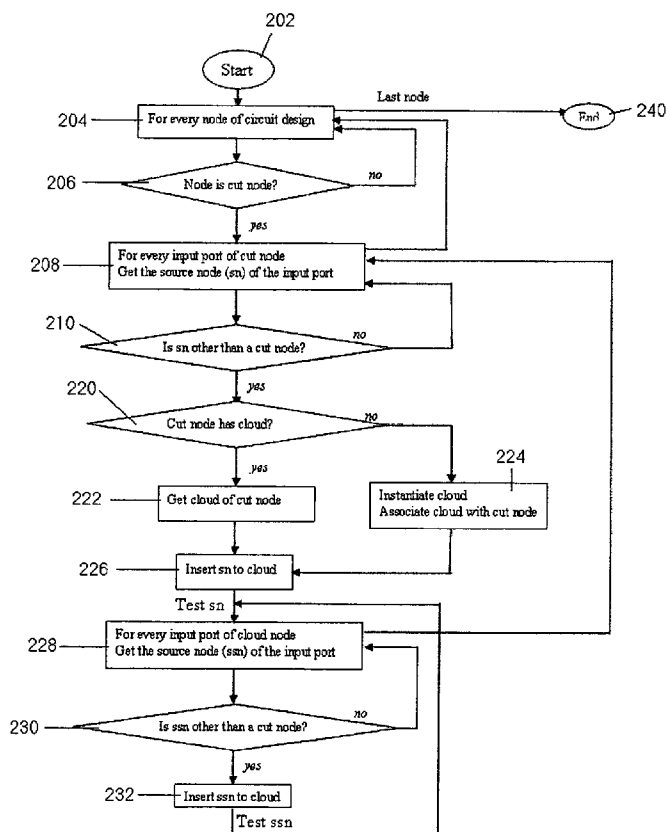 202
Start
Last node
204
For every node of circuit design
End
240
206
Node is cut node?
no
yes
208
For every input port of cut node
Get the source node (sn) of the input port
210
Is sn other than a cut node?
no
yes
220
Cut node has cloud?
no
yes
222
Get cloud of cut node
224
Instantiate cloud
Associate cloud with cut node
226
Insert sn to cloud
Test sn
228
For every input port of cloud node
Get the source node (ssn) of the input port
230
Is ssn other than a cut node?
no
yes
232
Insert ssn to cloud
Test ssn